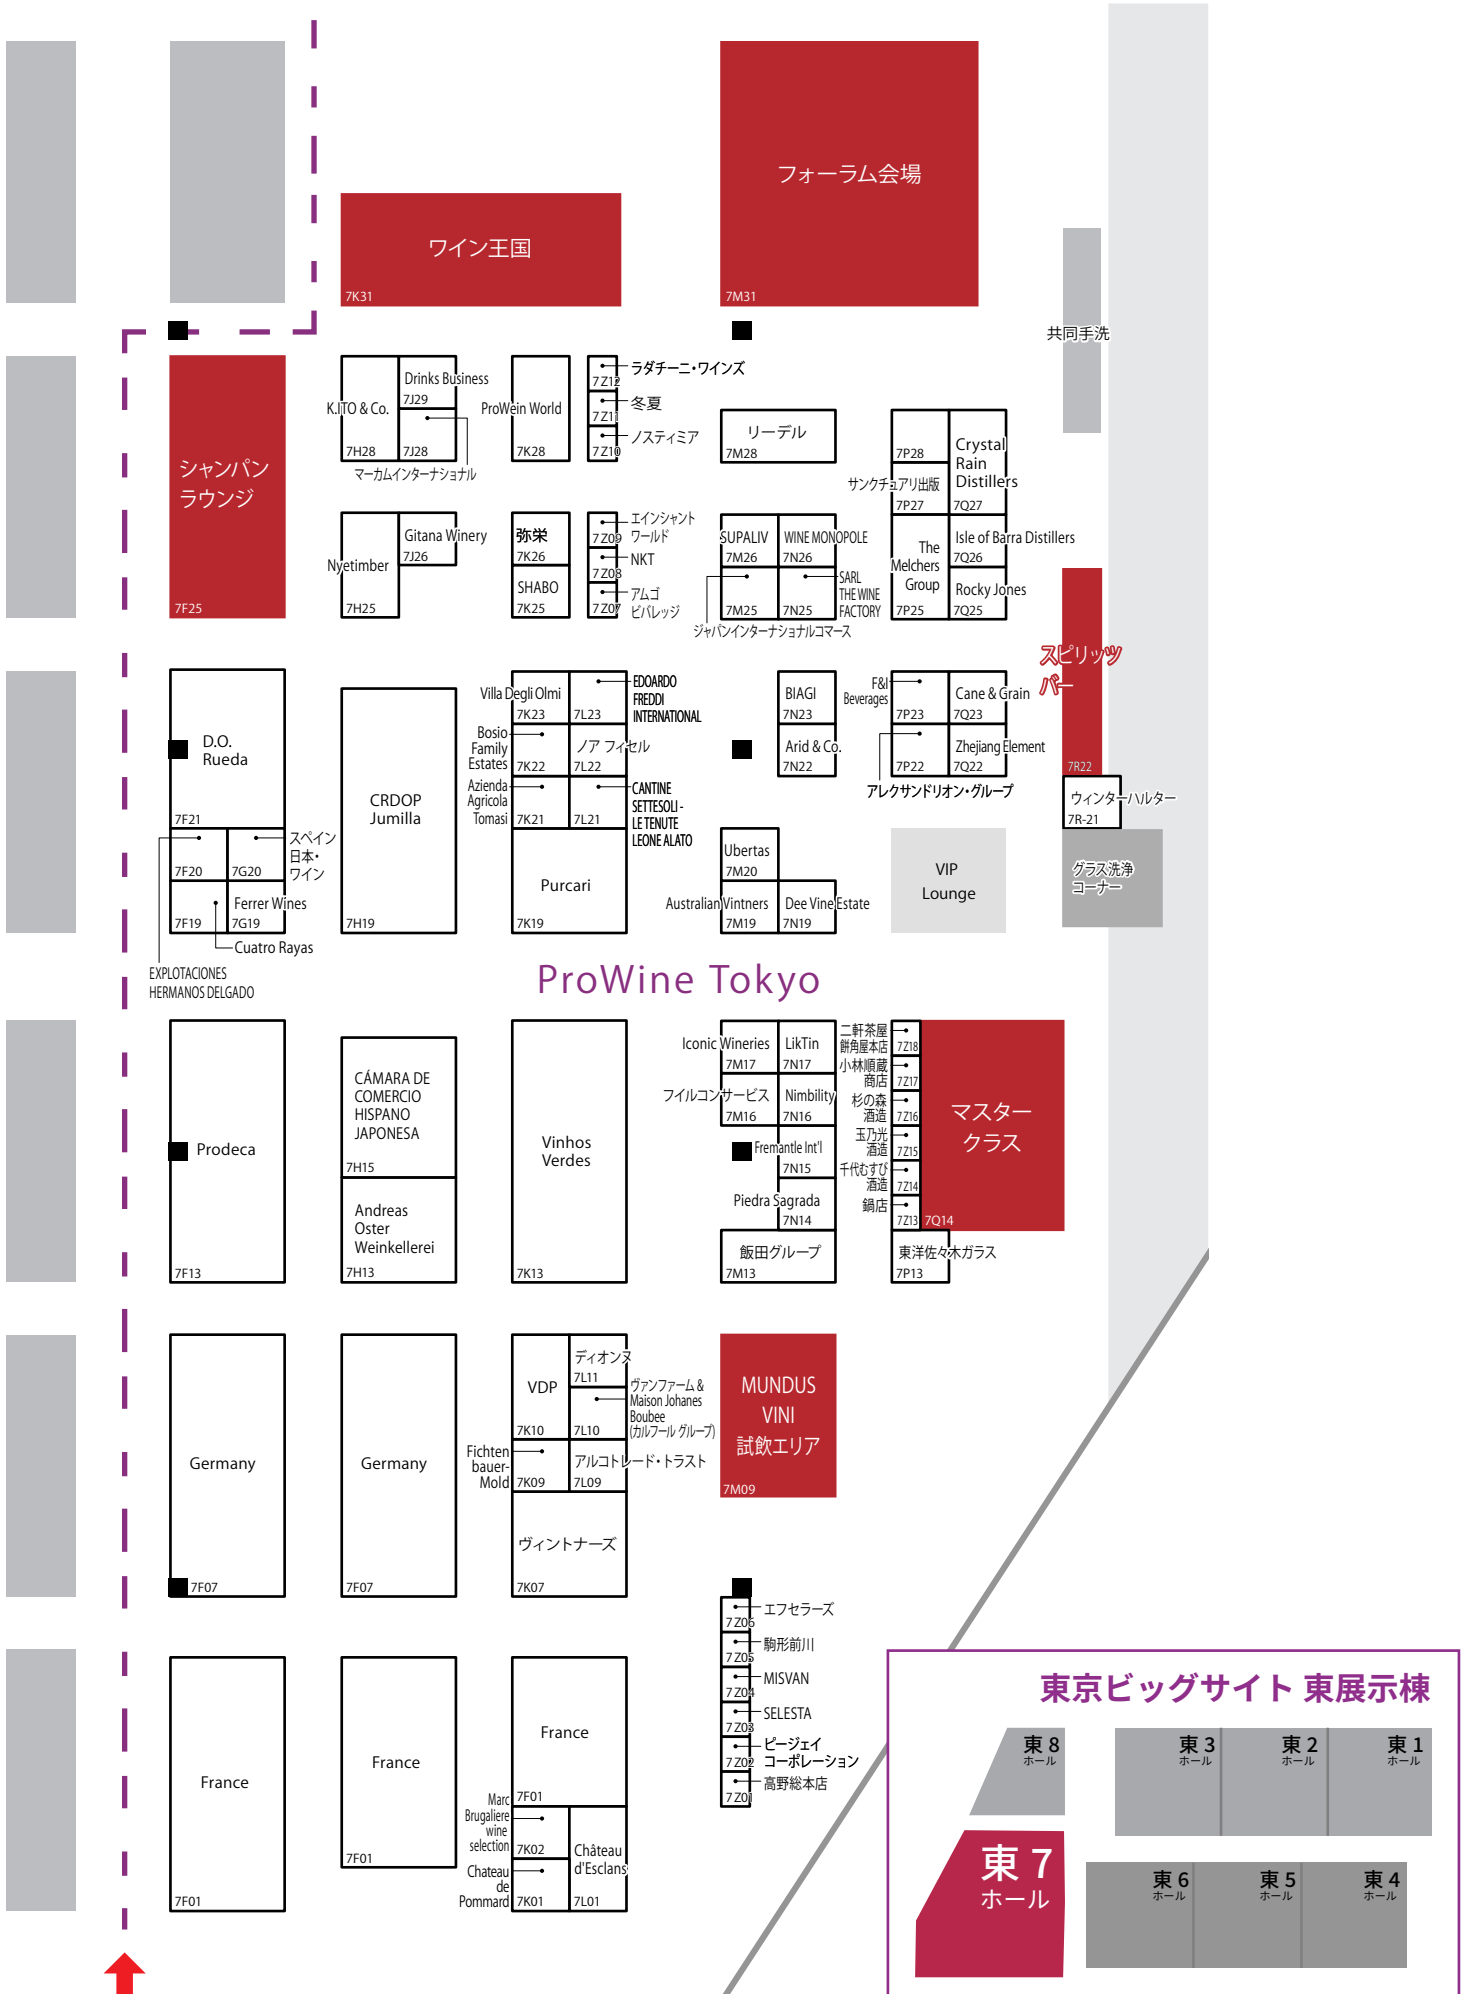 フォーラム会場
7M31
ワイン王国
7K31
共同手洗
シャンパン
ラウンジ
7F25
K.ITO & Co.
7H28
Drinks Business
7J29
7J28
マーカムインターナショナル
ProWein World
7K28
ラダチーニ・ワインズ
7Z12
冬夏
7Z11
ノスティミア
7Z10
リーデル
7M28
7P28
サンクチュアリ出版
7P27
Crystal
Rain
Distillers
7Q27
Nyetimber
7H25
Gitana Winery
7J26
弥栄
7K26
SHABO
7K25
エインシャント
ワールド
7Z09
NKT
7Z08
アムゴ
ビバレッジ
7Z07
SUPALIV
7M26
WINE MONOPOLE
7N26
7M25
ジャパンインターナショナルコマース
SARL
THE WINE
FACTORY
7N25
The
Melchers
Group
7P25
Isle of Barra Distillers
7Q26
Rocky Jones
7Q25
スピリッツ
バー
7R22
D.O.
Rueda
7F21
7F20
7G20
スペイン
日本・
ワイン
7F19
Ferrer Wines
7G19
Cuatro Rayas
EXPLOTACIONES
HERMANOS DELGADO
CRDOP
Jumilla
7H19
Villa Degli Olmi
7K23
EDOARDO
FREDDI
INTERNATIONAL
7L23
Bosio
Family
Estates
7K22
ノア フィセル
7L22
Azienda
Agricola
Tomasi
7K21
CANTINE
SETTESOLI -
LE TENUTE
LEONE ALATO
7L21
Purcari
7K19
BIAGI
7N23
Arid & Co.
7N22
F&I
Beverages
7P23
Cane & Grain
7Q23
7P22
アレクサンドリオン・グループ
Zhejiang Element
7Q22
ウィンターハルター
7R-21
グラス洗浄
コーナー
VIP
Lounge
Ubertas
7M20
Australian Vintners
7M19
Dee Vine Estate
7N19
ProWine Tokyo
Prodeca
7F13
CÁMARA DE
COMERCIO
HISPANO
JAPONESA
7H15
Andreas
Oster
Weinkellerei
7H13
Vinhos
Verdes
7K13
Iconic Wineries
7M17
LikTin
7N17
フイルコンサービス
7M16
Nimbility
7N16
Fremantle Int'l
7N15
Piedra Sagrada
7N14
飯田グループ
7M13
二軒茶屋
餅角屋本店
7Z18
小林順蔵
商店
7Z17
杉の森
酒造
7Z16
玉乃光
酒造
7Z15
千代むすび
酒造
7Z14
鍋店
7Z13
マスター
クラス
7Q14
東洋佐々木ガラス
7P13
Germany
7F07
Germany
7F07
VDP
7K10
ディオンヌ
7L11
ヴァンファーム &
Maison Johanes
Boubee
(カルフール グループ)
7L10
Fichten
bauer-
Mold
7K09
アルコトレード・トラスト
7L09
ヴィントナーズ
7K07
MUNDUS
VINI
試飲エリア
7M09
エフセラーズ
7Z06
駒形前川
7Z05
MISVAN
7Z04
SELESTA
7Z03
ピージェイ
コーポレーション
7Z02
高野総本店
7Z01
France
7F01
France
7F01
France
7F01
Marc
Brugaliere
wine
selection
7K02
Chateau
de
Pommard
7K01
Château
d'Esclans
7L01
東京ビッグサイト 東展示棟
東 8
ホール
東 3
ホール
東 2
ホール
東 1
ホール
東 7
ホール
東 6
ホール
東 5
ホール
東 4
ホール